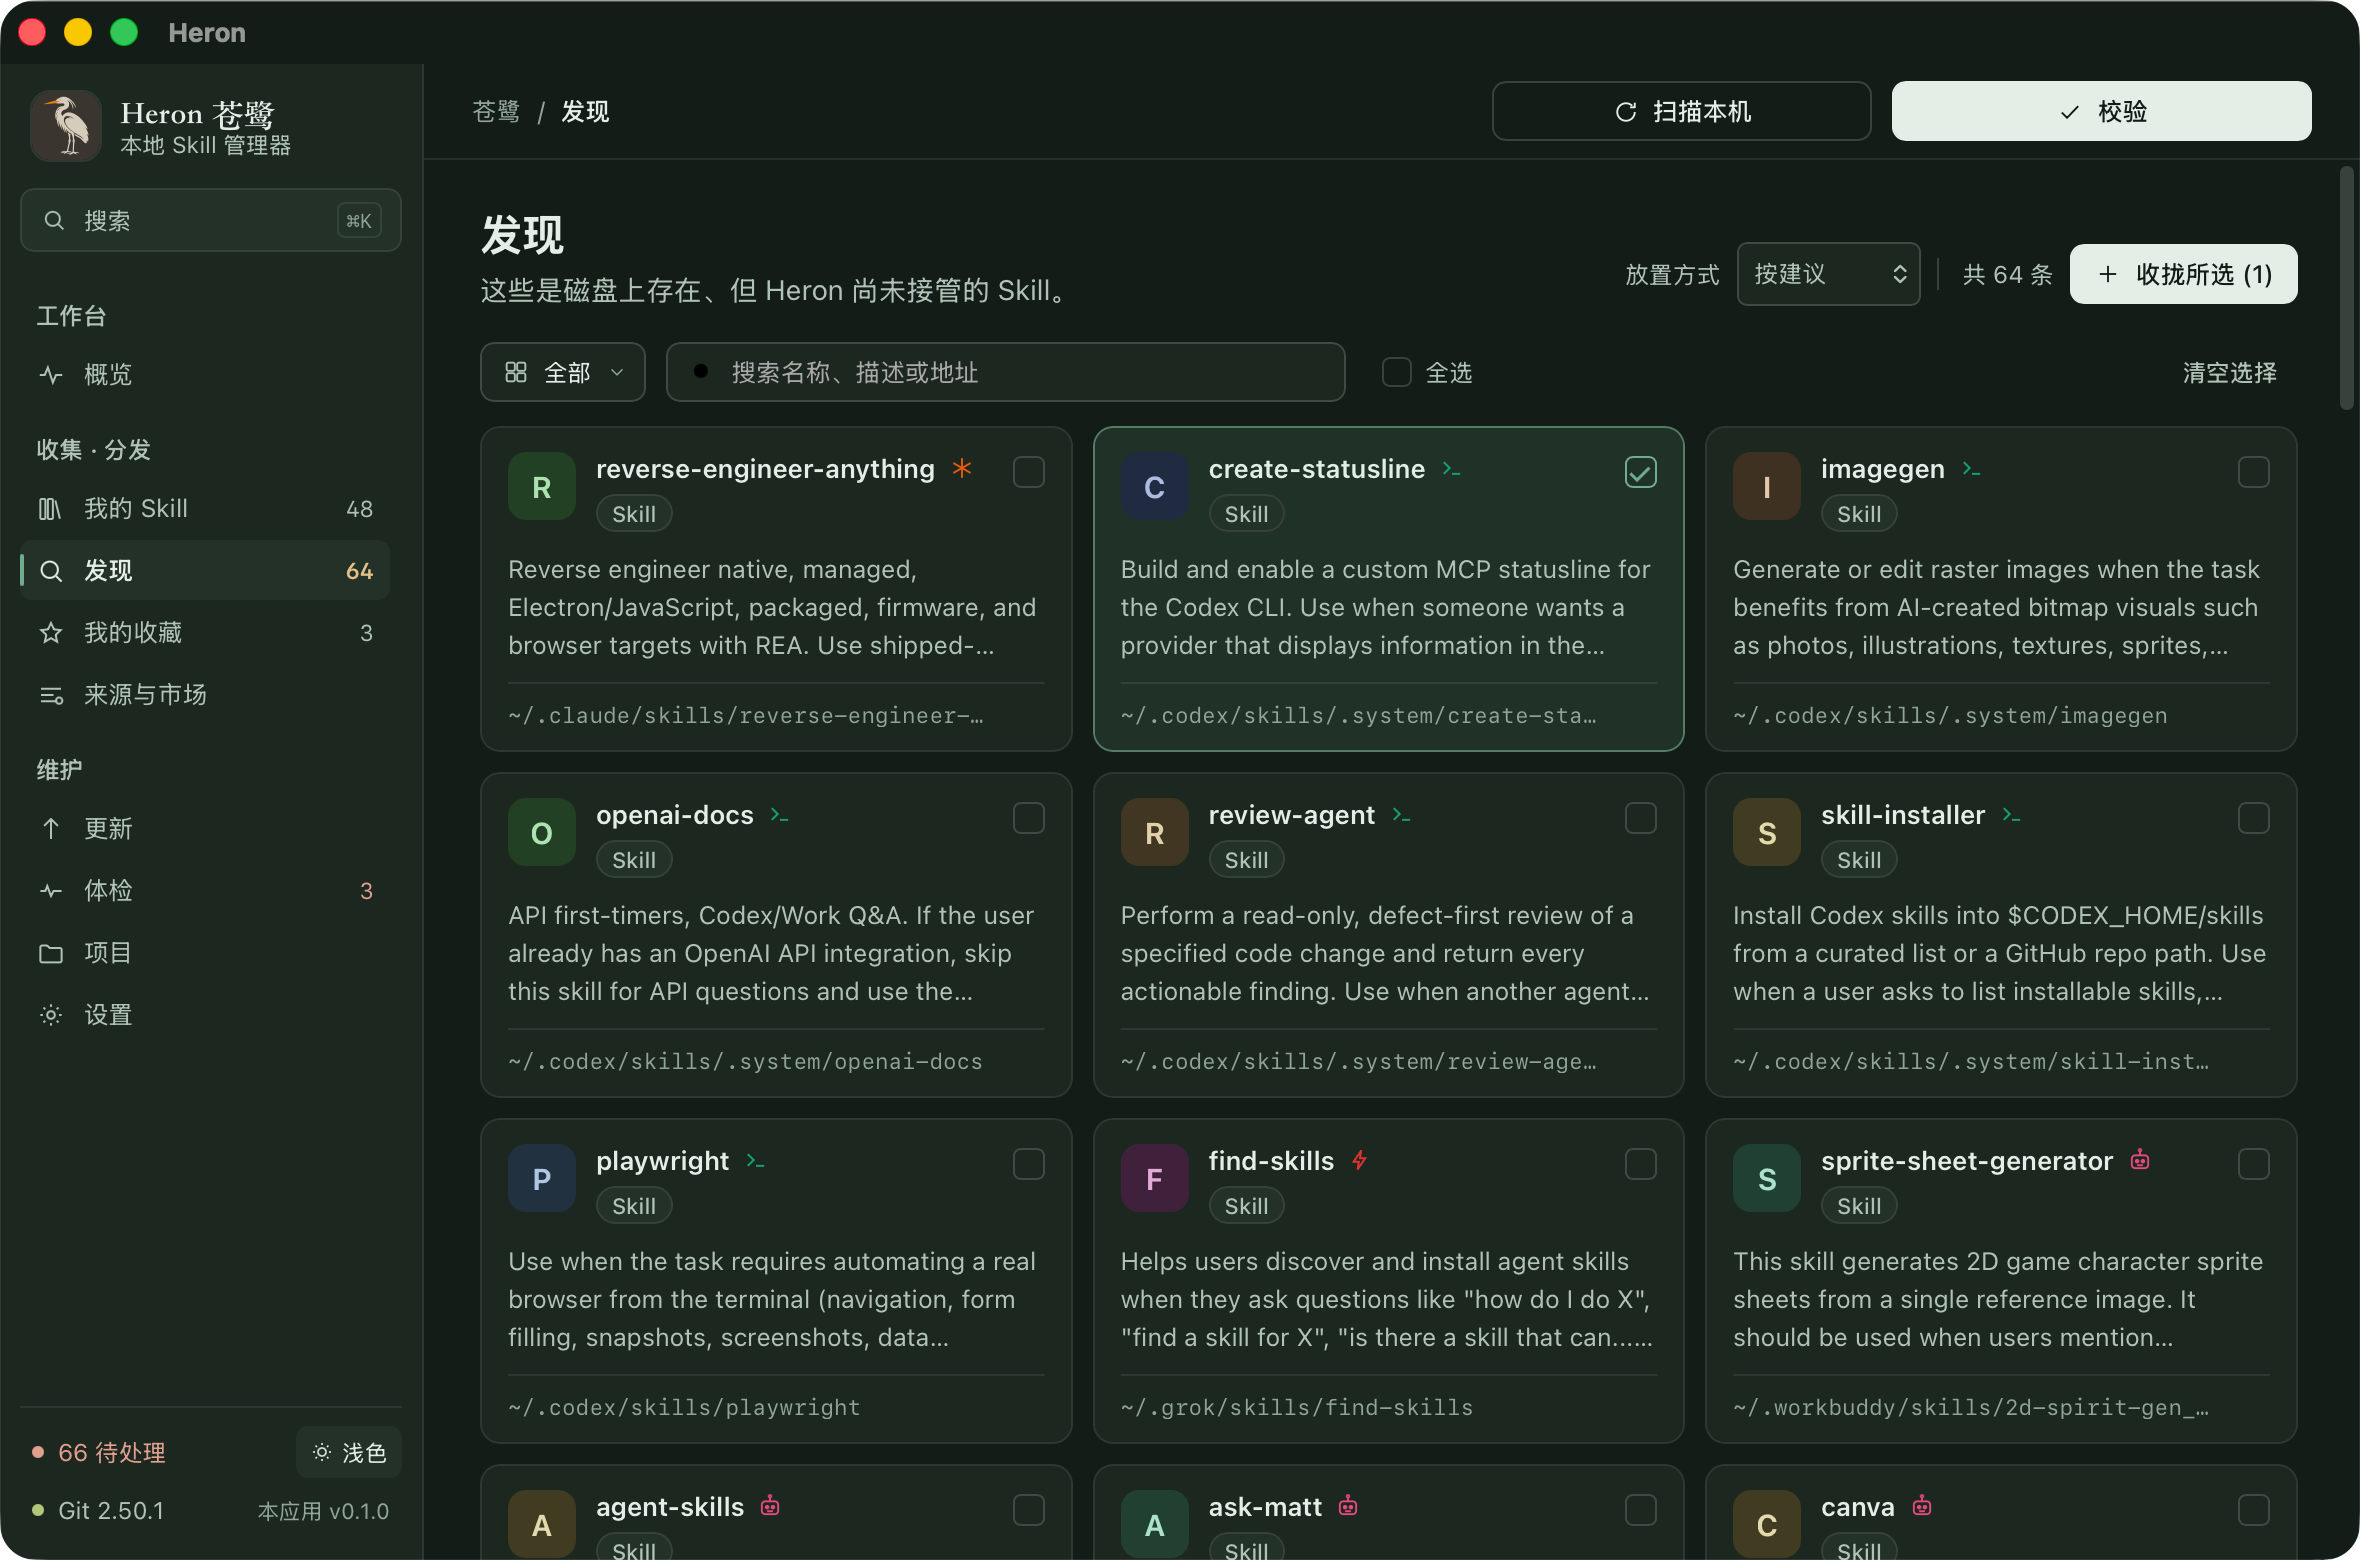 Heron
Heron 苍鹭
本地 Skill 管理器
搜索 ⌘K
工作台
概览
收集 · 分发
我的 Skill 48
发现 64
我的收藏 3
来源与市场
维护
更新
体检 3
项目
设置
66 待处理 浅色
Git 2.50.1 本应用 v0.1.0
苍鹭 / 发现
扫描本机 校验
发现
这些是磁盘上存在、但 Heron 尚未接管的 Skill。
放置方式 按建议 共 64 条 收拢所选 (1)
全部 搜索名称、描述或地址 全选 清空选择
R reverse-engineer-anything
Skill
Reverse engineer native, managed,
Electron/JavaScript, packaged, firmware, and
browser targets with REA. Use shipped-...
~/.claude/skills/reverse-engineer-…
C create-statusline
Skill
Build and enable a custom MCP statusline for
the Codex CLI. Use when someone wants a
provider that displays information in the...
~/.codex/skills/.system/create-sta…
I imagegen
Skill
Generate or edit raster images when the task
benefits from AI-created bitmap visuals such
as photos, illustrations, textures, sprites,...
~/.codex/skills/.system/imagegen
O openai-docs
Skill
API first-timers, Codex/Work Q&A. If the user
already has an OpenAI API integration, skip
this skill for API questions and use the...
~/.codex/skills/.system/openai-docs
R review-agent
Skill
Perform a read-only, defect-first review of a
specified code change and return every
actionable finding. Use when another agent...
~/.codex/skills/.system/review-age…
S skill-installer
Skill
Install Codex skills into $CODEX_HOME/skills
from a curated list or a GitHub repo path. Use
when a user asks to list installable skills,...
~/.codex/skills/.system/skill-inst…
P playwright
Skill
Use when the task requires automating a real
browser from the terminal (navigation, form
filling, snapshots, screenshots, data...
~/.codex/skills/playwright
F find-skills
Skill
Helps users discover and install agent skills
when they ask questions like "how do I do X",
"find a skill for X", "is there a skill that can......
~/.grok/skills/find-skills
S sprite-sheet-generator
Skill
This skill generates 2D game character sprite
sheets from a single reference image. It
should be used when users mention...
~/.workbuddy/skills/2d-spirit-gen_…
A agent-skills
Skill
A ask-matt
Skill
C canva
Skill